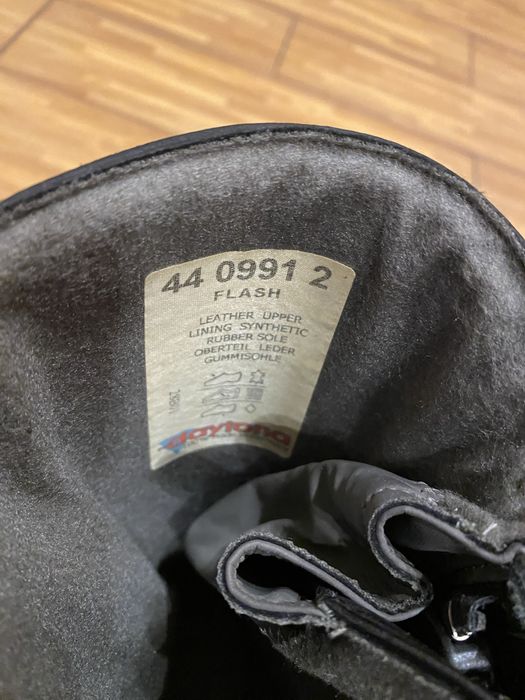 44 0991 2
FLASH
LEATHER UPPER
LINING SYNTHETIC
RUBBER SOLE
OBERTEIL LEDER
GUMMISOHLE
daytona